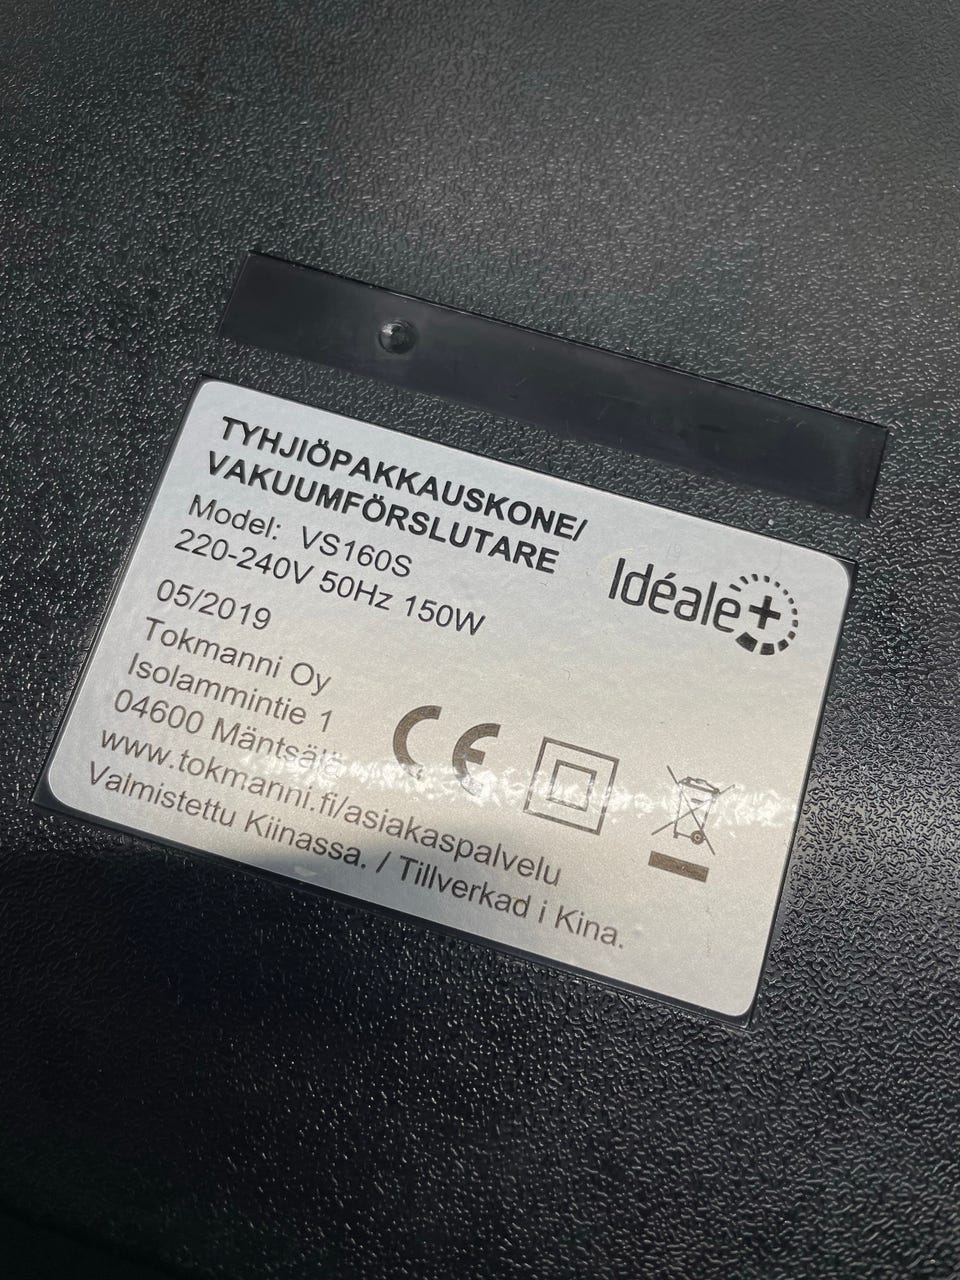 TYHJIÖPAKKAUSKONE/
VAKUUMFÖRSLUTARE
Model: VS160S
220-240V 50Hz 150W
Idéale+
05/2019
Tokmanni Oy
Isolammintie 1
04600 Mäntsälä
www.tokmanni.fi/asiakaspalvelu
Valmistettu Kiinassa. / Tillverkad i Kina.
CE